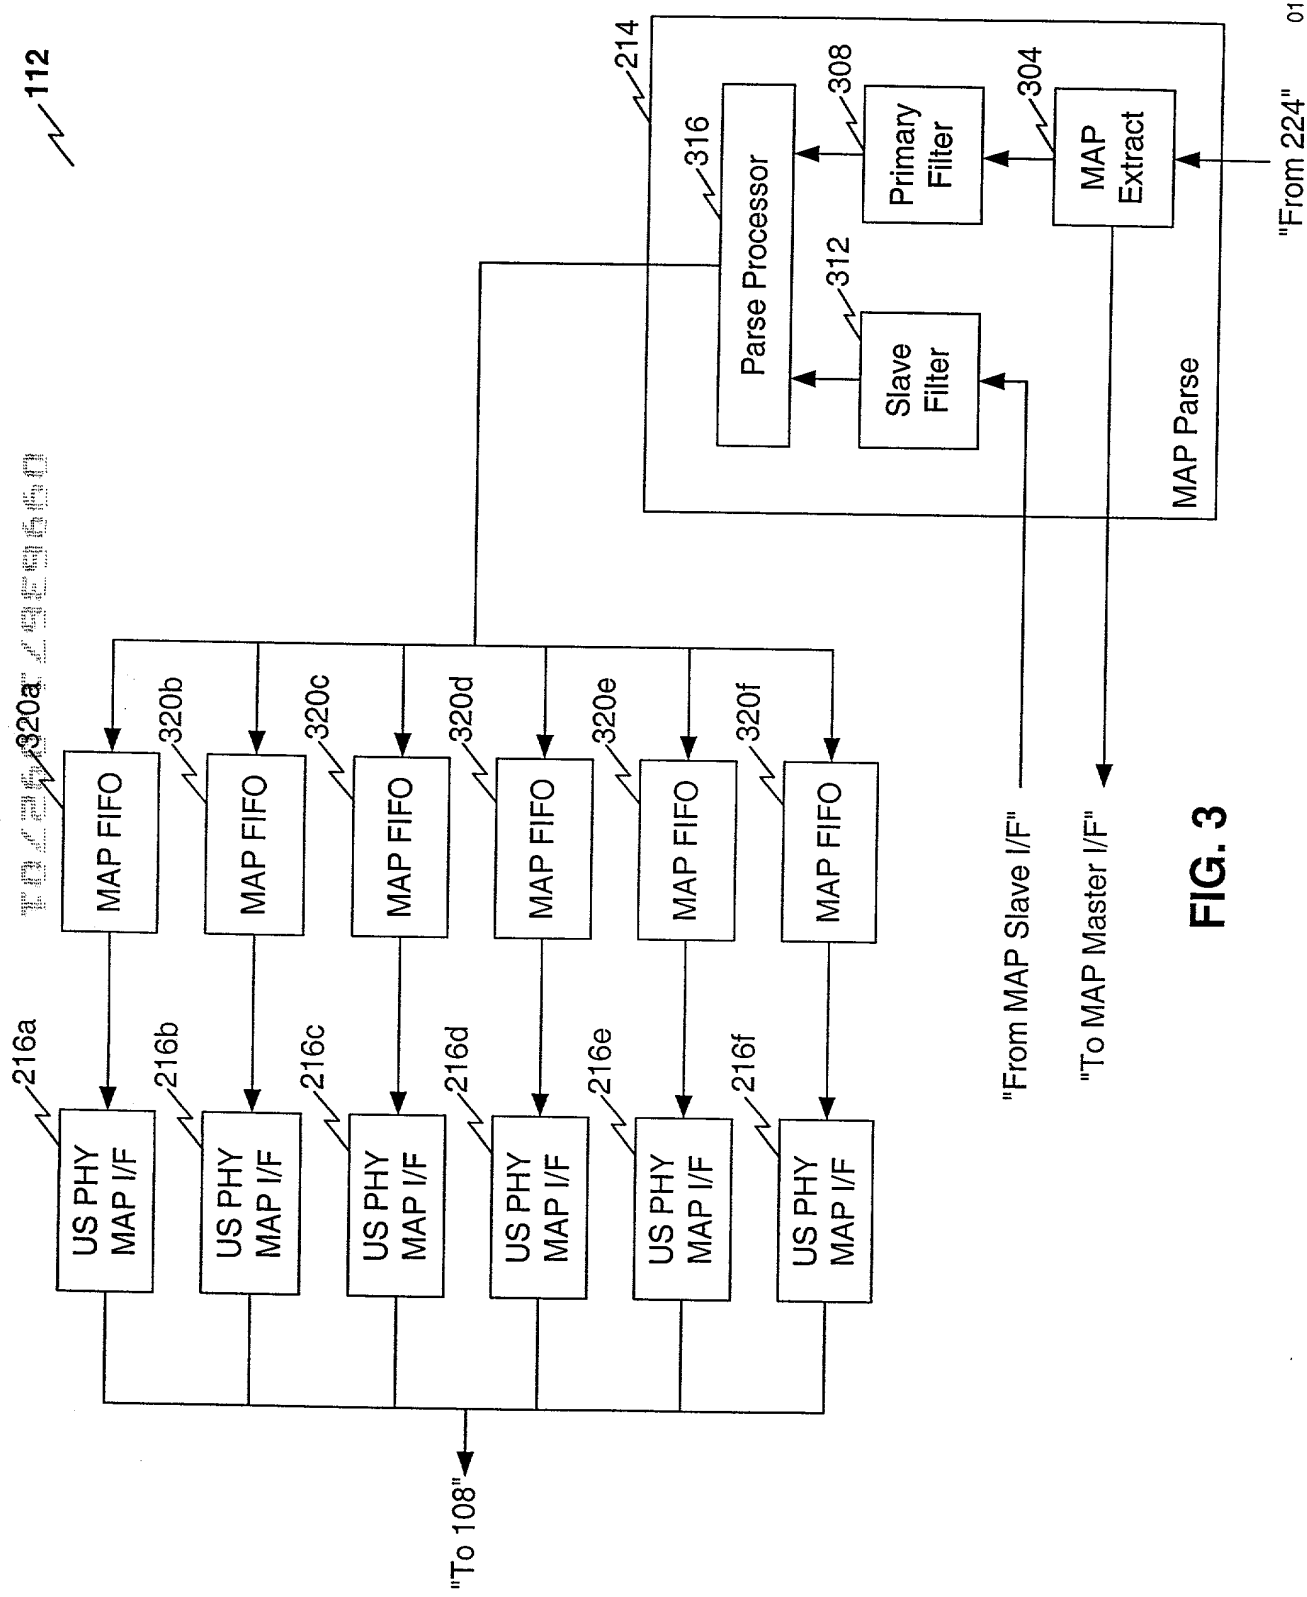 112
"To 108"
216a
US PHY
MAP I/F
320a
MAP FIFO
216b
US PHY
MAP I/F
320b
MAP FIFO
216c
US PHY
MAP I/F
320c
MAP FIFO
216d
US PHY
MAP I/F
320d
MAP FIFO
216e
US PHY
MAP I/F
320e
MAP FIFO
216f
US PHY
MAP I/F
320f
MAP FIFO
214
316
Parse Processor
312
Slave
Filter
308
Primary
Filter
304
MAP
Extract
MAP Parse
"From MAP Slave I/F"
"To MAP Master I/F"
"From 224"
FIG. 3
01